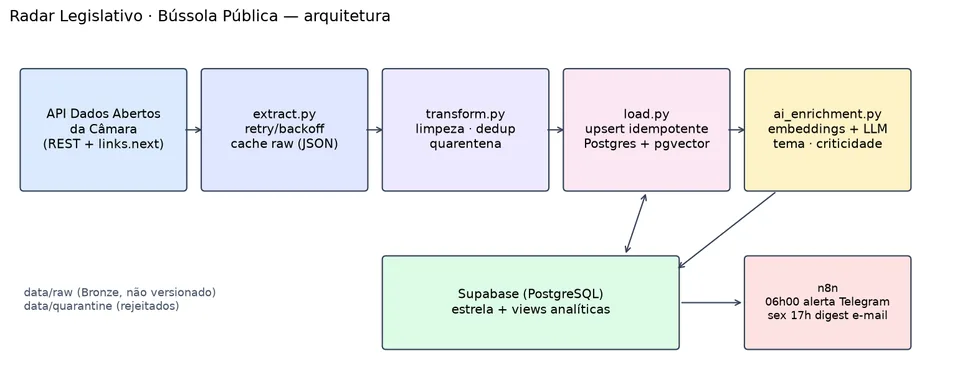 Radar Legislativo · Bússola Pública — arquitetura
API Dados Abertos
da Câmara
(REST + links.next)
extract.py
retry/backoff
cache raw (JSON)
transform.py
limpeza · dedup
quarentena
load.py
upsert idempotente
Postgres + pgvector
ai_enrichment.py
embeddings + LLM
tema · criticidade
data/raw (Bronze, não versionado)
data/quarantine (rejeitados)
Supabase (PostgreSQL)
estrela + views analíticas
n8n
06h00 alerta Telegram
sex 17h digest e-mail